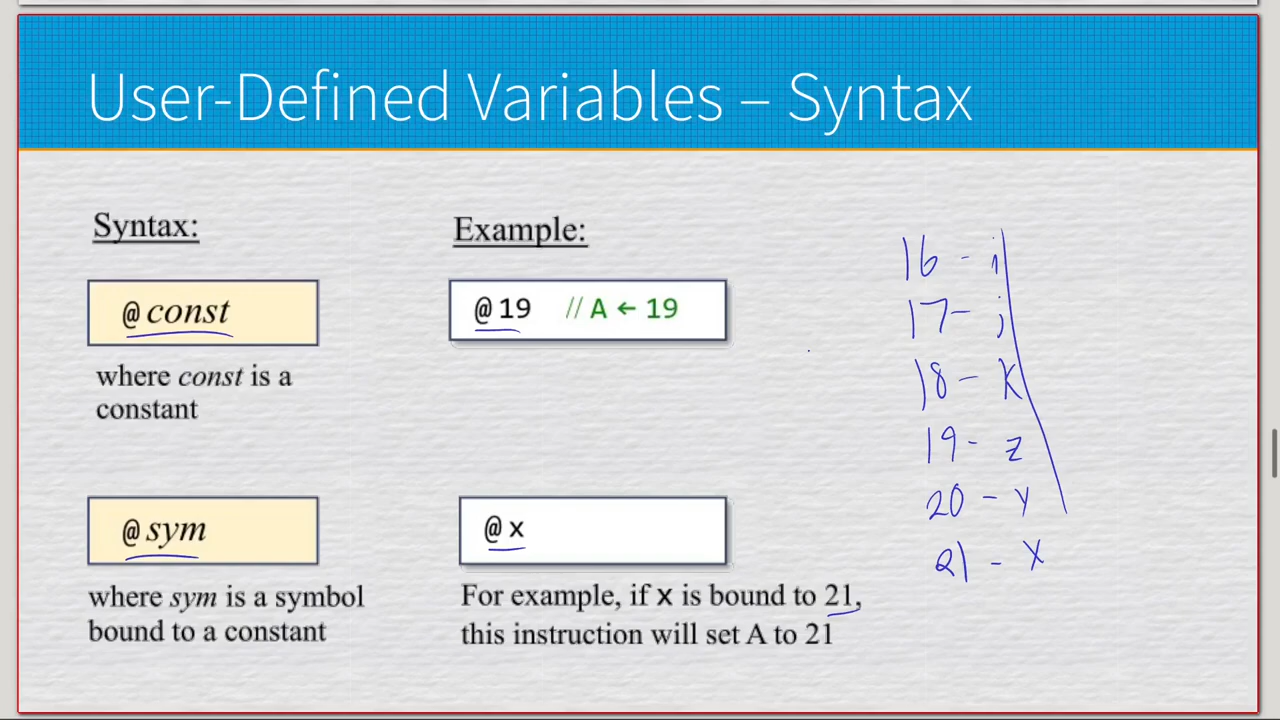 User-Defined Variables – Syntax
Syntax:
@ const
where const is a
constant
@ sym
where sym is a symbol
bound to a constant
Example:
@ 19 // A ← 19
@ x
For example, if x is bound to 21,
this instruction will set A to 21
16 - i
17 - j
18 - k
19 - z
20 - y
21 - x